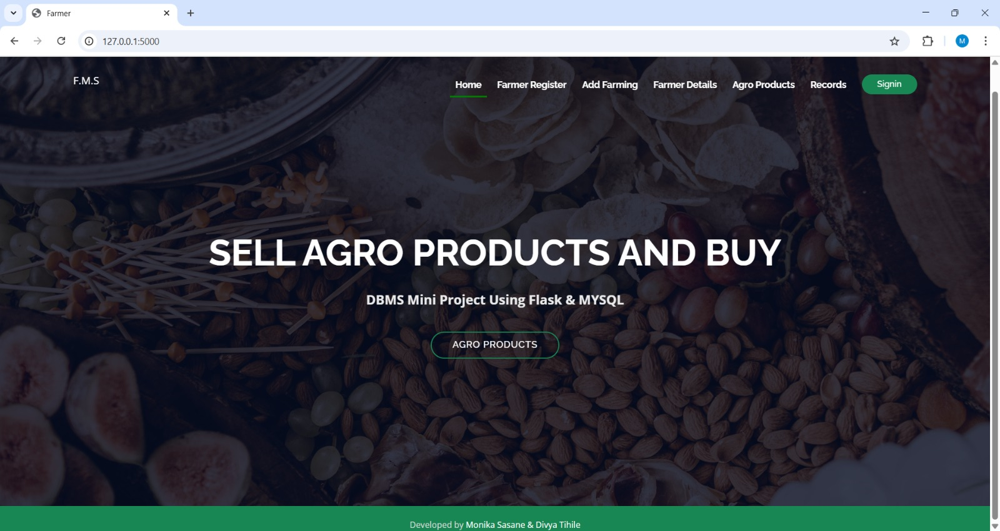 Farmer
127.0.0.1:5000
M
F.M.S
Home Farmer Register Add Farming Farmer Details Agro Products Records Signin
SELL AGRO PRODUCTS AND BUY
DBMS Mini Project Using Flask & MYSQL
AGRO PRODUCTS
Developed by Monika Sasane & Divya Tihile